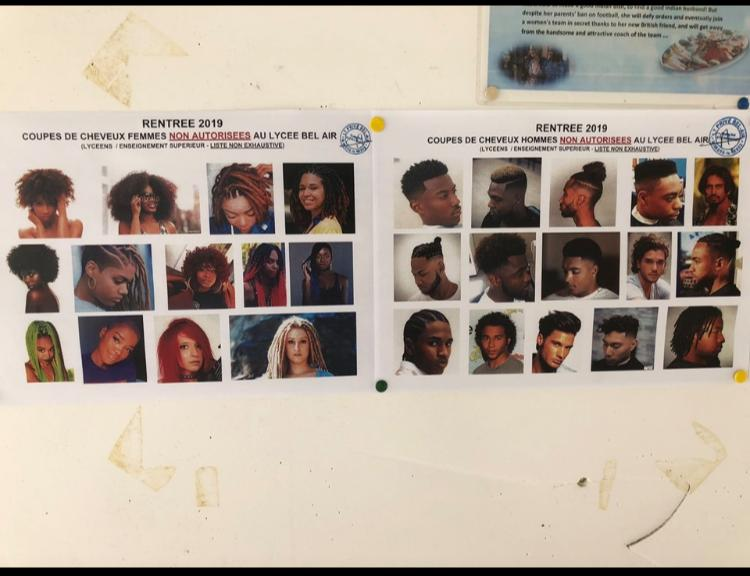 despite her parents' ban on football, she will defy orders and eventually join
a women's team in secret thanks to her new British friend, and will get away
from the handsome and attractive coach of the team ...
RENTREE 2019
COUPES DE CHEVEUX FEMMES NON AUTORISEES AU LYCEE BEL AIR
(LYCEENS / ENSEIGNEMENT SUPERIEUR - LISTE NON EXHAUSTIVE)
RENTREE 2019
COUPES DE CHEVEUX HOMMES NON AUTORISEES AU LYCEE BEL AIR
(LYCEENS / ENSEIGNEMENT SUPERIEUR - LISTE NON EXHAUSTIVE)